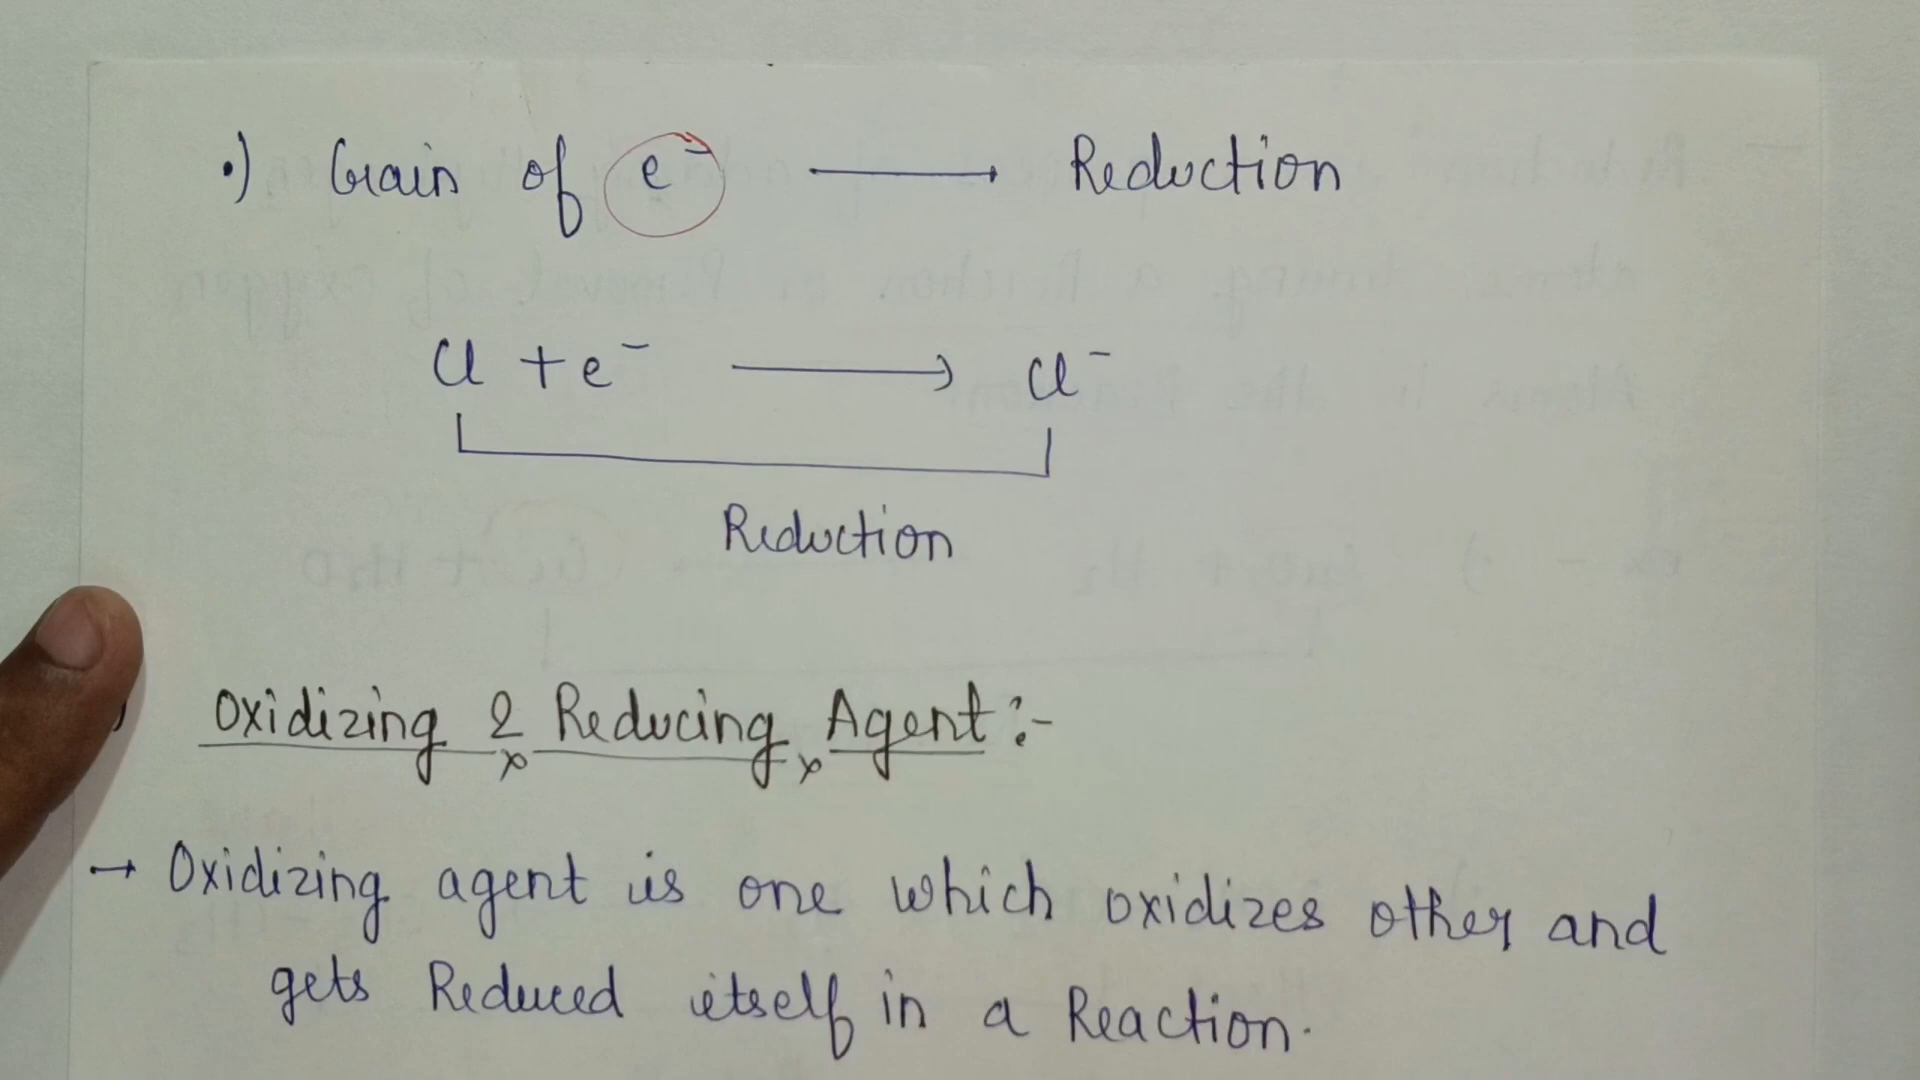 •) Gain of e⁻ ⟶ Reduction
Cl + e⁻ ⟶ Cl⁻
Reduction
Oxidizing & Reducing Agent :-
→ Oxidizing agent is one which oxidizes other and
gets Reduced itself in a Reaction.